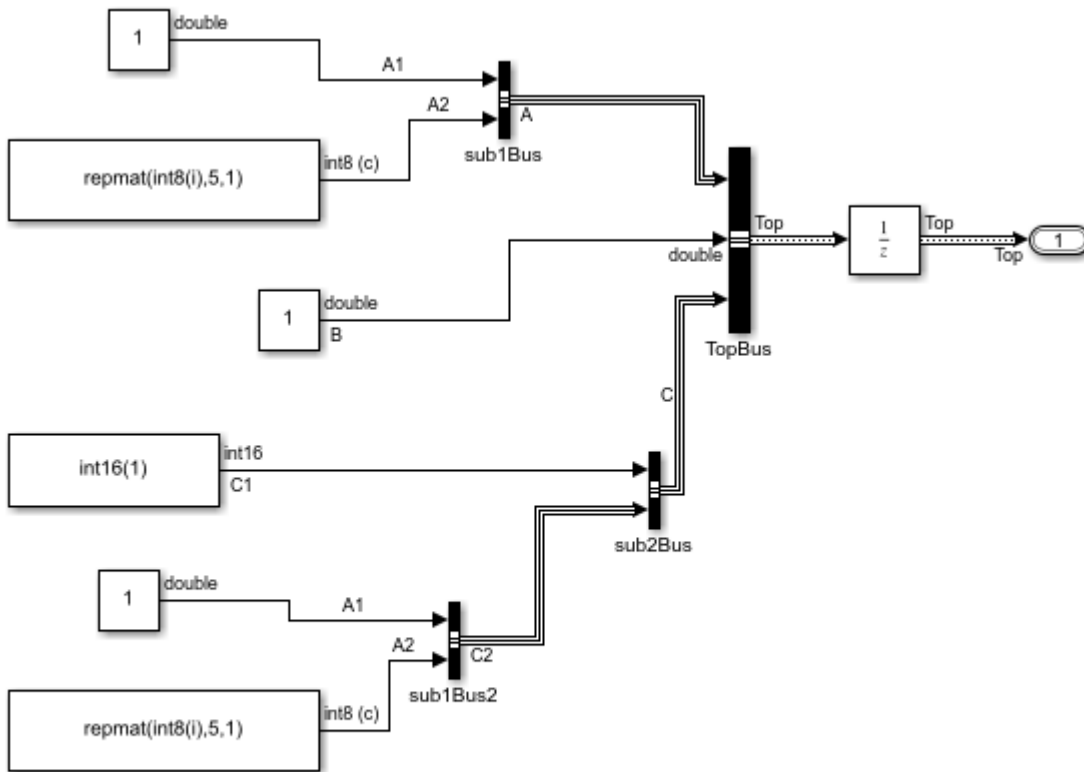 1
double
A1
A2
A
sub1Bus
repmat(int8(i),5,1)
int8 (c)
Top
Top
double
1
z
1
Top
1
double
B
TopBus
C
int16(1)
int16
C1
sub2Bus
1
double
A1
A2
C2
sub1Bus2
repmat(int8(i),5,1)
int8 (c)